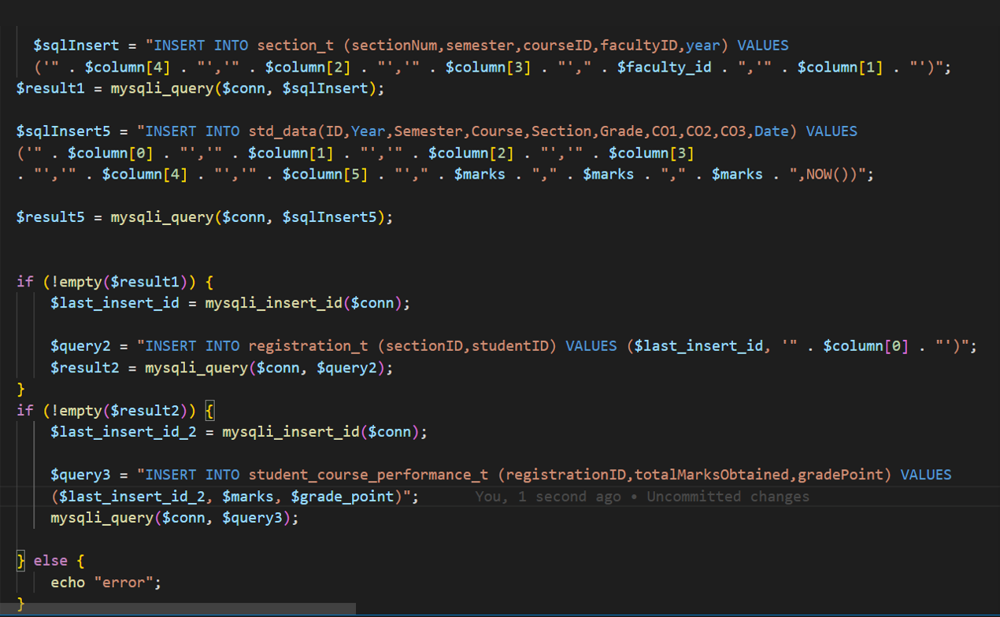 $sqlInsert = "INSERT INTO section_t (sectionNum,semester,courseID,facultyID,year) VALUES
('" . $column[4] . "','" . $column[2] . "','" . $column[3] . "'," . $faculty_id . ",'" . $column[1] . "')";
$result1 = mysqli_query($conn, $sqlInsert);
$sqlInsert5 = "INSERT INTO std_data(ID,Year,Semester,Course,Section,Grade,CO1,CO2,CO3,Date) VALUES
('" . $column[0] . "','" . $column[1] . "','" . $column[2] . "','" . $column[3]
. "','" . $column[4] . "','" . $column[5] . "'," . $marks . "," . $marks . "," . $marks . ",NOW())";
$result5 = mysqli_query($conn, $sqlInsert5);
if (!empty($result1)) {
$last_insert_id = mysqli_insert_id($conn);
$query2 = "INSERT INTO registration_t (sectionID,studentID) VALUES ($last_insert_id, '" . $column[0] . "')";
$result2 = mysqli_query($conn, $query2);
}
if (!empty($result2)) {
$last_insert_id_2 = mysqli_insert_id($conn);
$query3 = "INSERT INTO student_course_performance_t (registrationID,totalMarksObtained,gradePoint) VALUES
($last_insert_id_2, $marks, $grade_point)"; You, 1 second ago • Uncommitted changes
mysqli_query($conn, $query3);
} else {
echo "error";
}